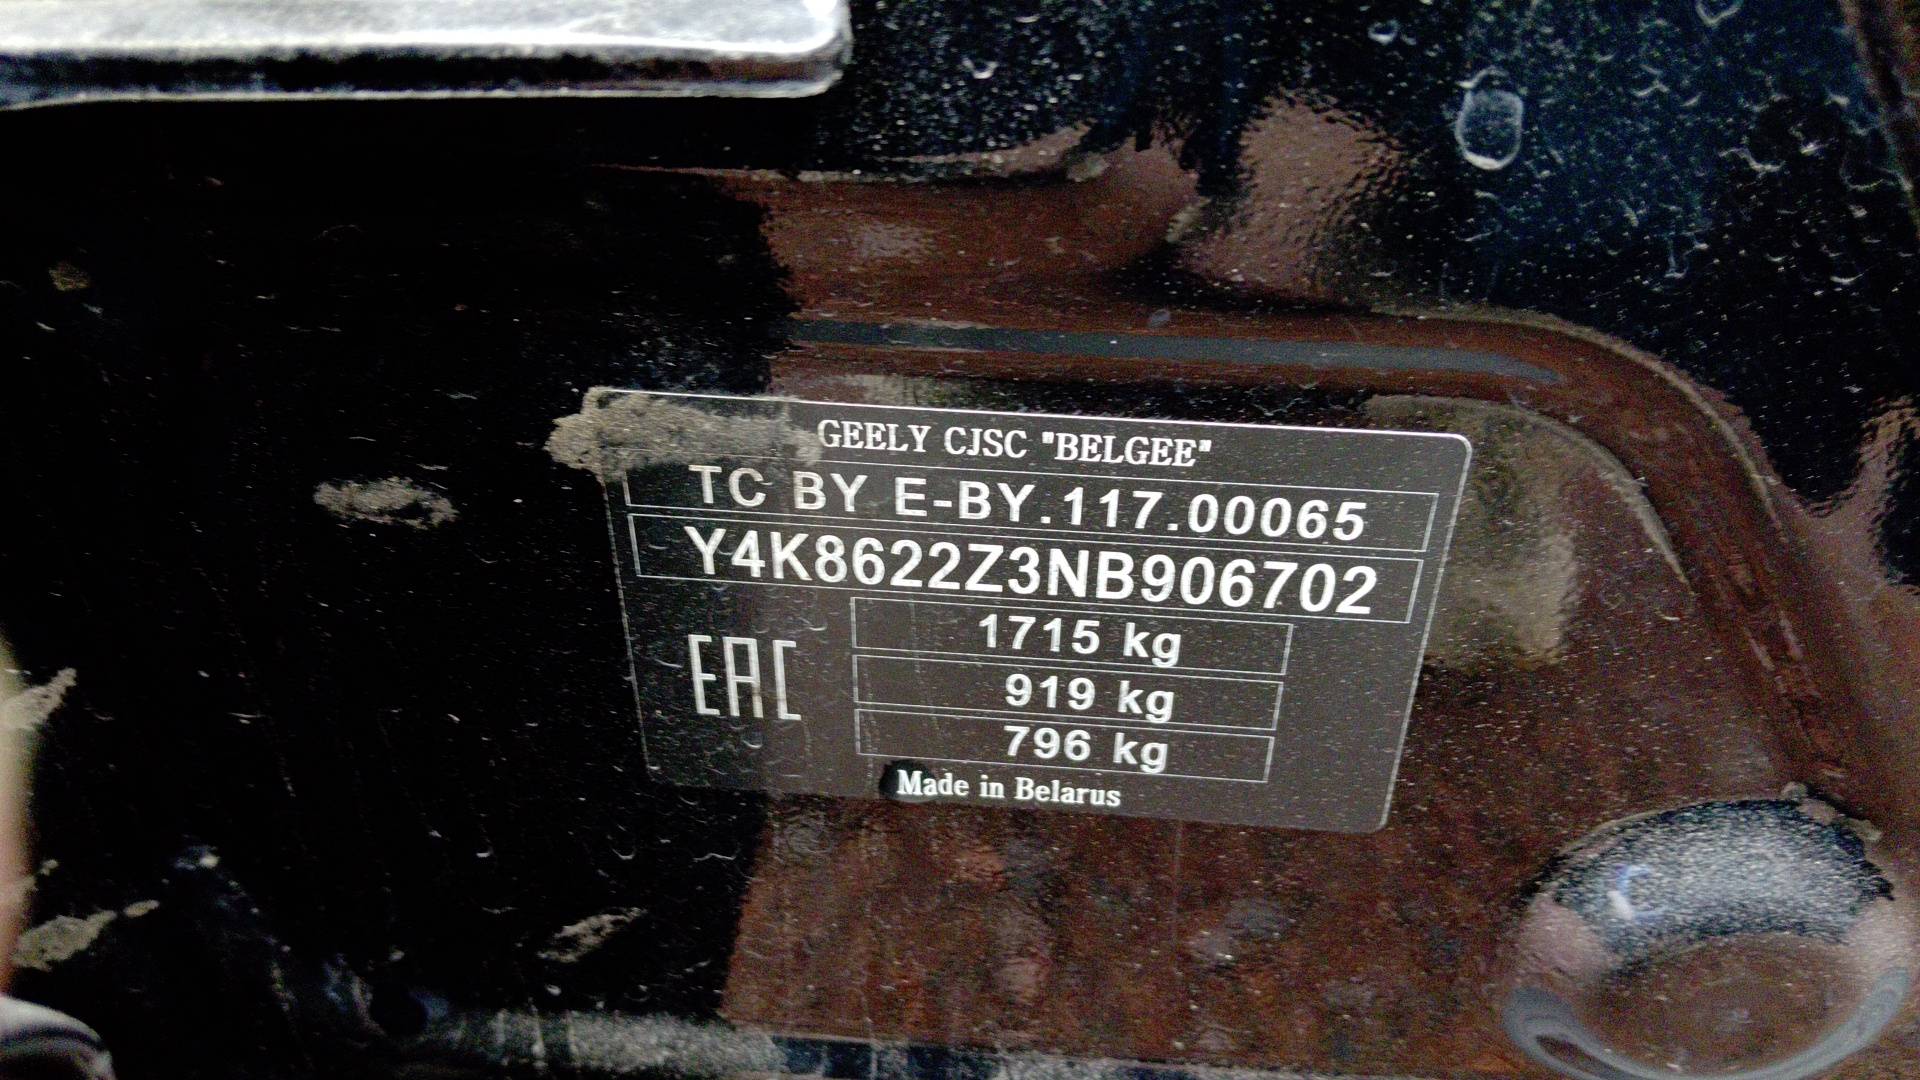 GEELY CJSC "BELGEE"
TC BY E-BY.117.00065
Y4K8622Z3NB906702
1715 kg
EAC
919 kg
796 kg
Made in Belarus